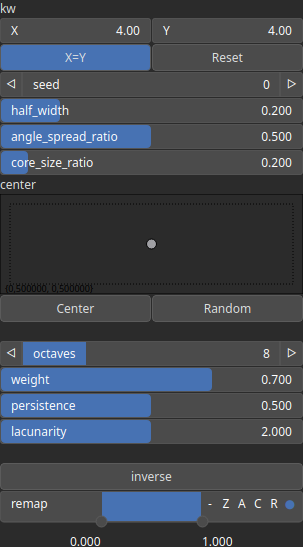 kw
X 4.00 Y 4.00
X=Y Reset
seed 0
half_width 0.200
angle_spread_ratio 0.500
core_size_ratio 0.200
center
(0.500000, 0.500000)
Center Random
octaves 8
weight 0.700
persistence 0.500
lacunarity 2.000
inverse
remap - Z A C R
0.000 1.000